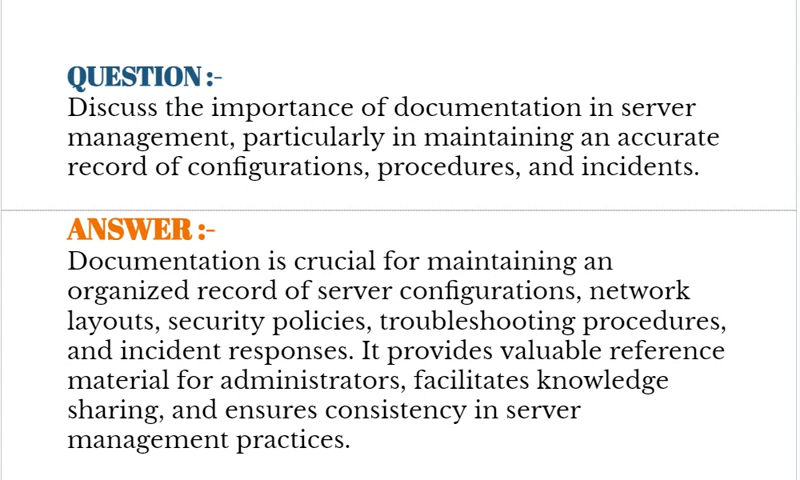 QUESTION :-
Discuss the importance of documentation in server
management, particularly in maintaining an accurate
record of configurations, procedures, and incidents.
ANSWER :-
Documentation is crucial for maintaining an
organized record of server configurations, network
layouts, security policies, troubleshooting procedures,
and incident responses. It provides valuable reference
material for administrators, facilitates knowledge
sharing, and ensures consistency in server
management practices.